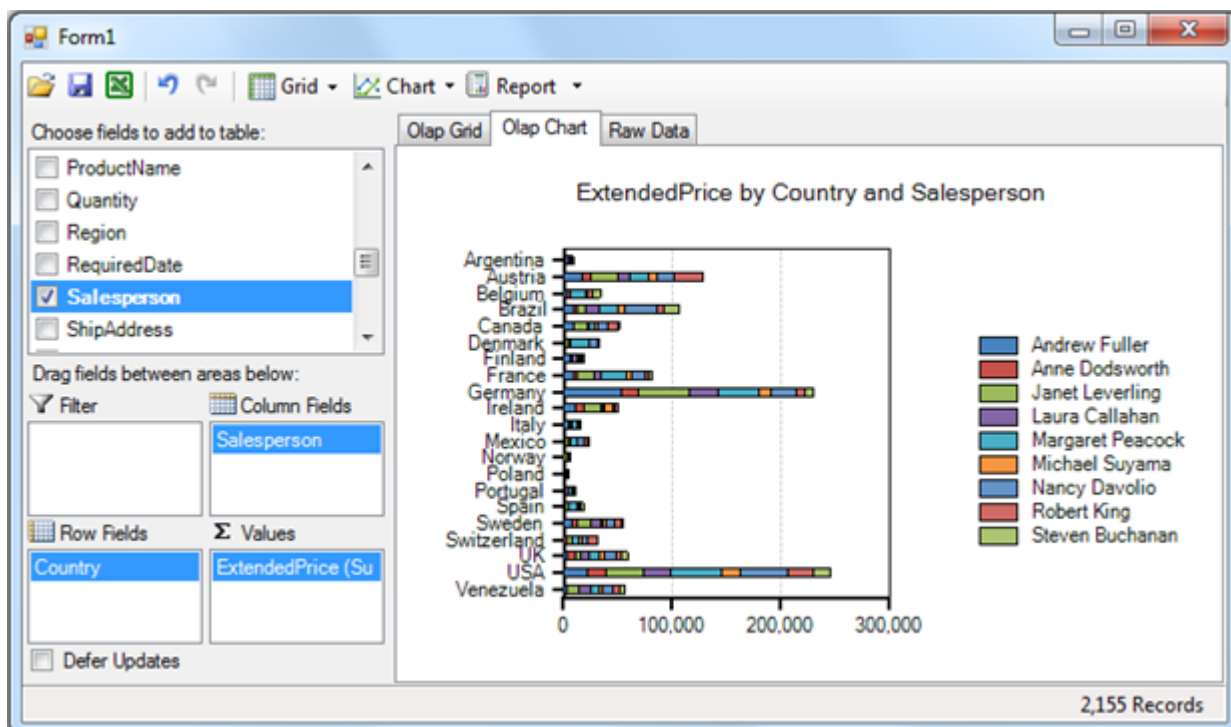 Form1
Grid Chart Report
Choose fields to add to table:
ProductName
Quantity
Region
RequiredDate
Salesperson
ShipAddress
Drag fields between areas below:
Filter
Column Fields
Salesperson
Row Fields
Σ Values
Country
ExtendedPrice (Su
Defer Updates
Olap Grid Olap Chart Raw Data
ExtendedPrice by Country and Salesperson
Argentina
Austria
Belgium
Brazil
Canada
Denmark
Finland
France
Germany
Ireland
Italy
Mexico
Norway
Poland
Portugal
Spain
Sweden
Switzerland
UK
USA
Venezuela
0 100,000 200,000 300,000
Andrew Fuller
Anne Dodsworth
Janet Leverling
Laura Callahan
Margaret Peacock
Michael Suyama
Nancy Davolio
Robert King
Steven Buchanan
2,155 Records